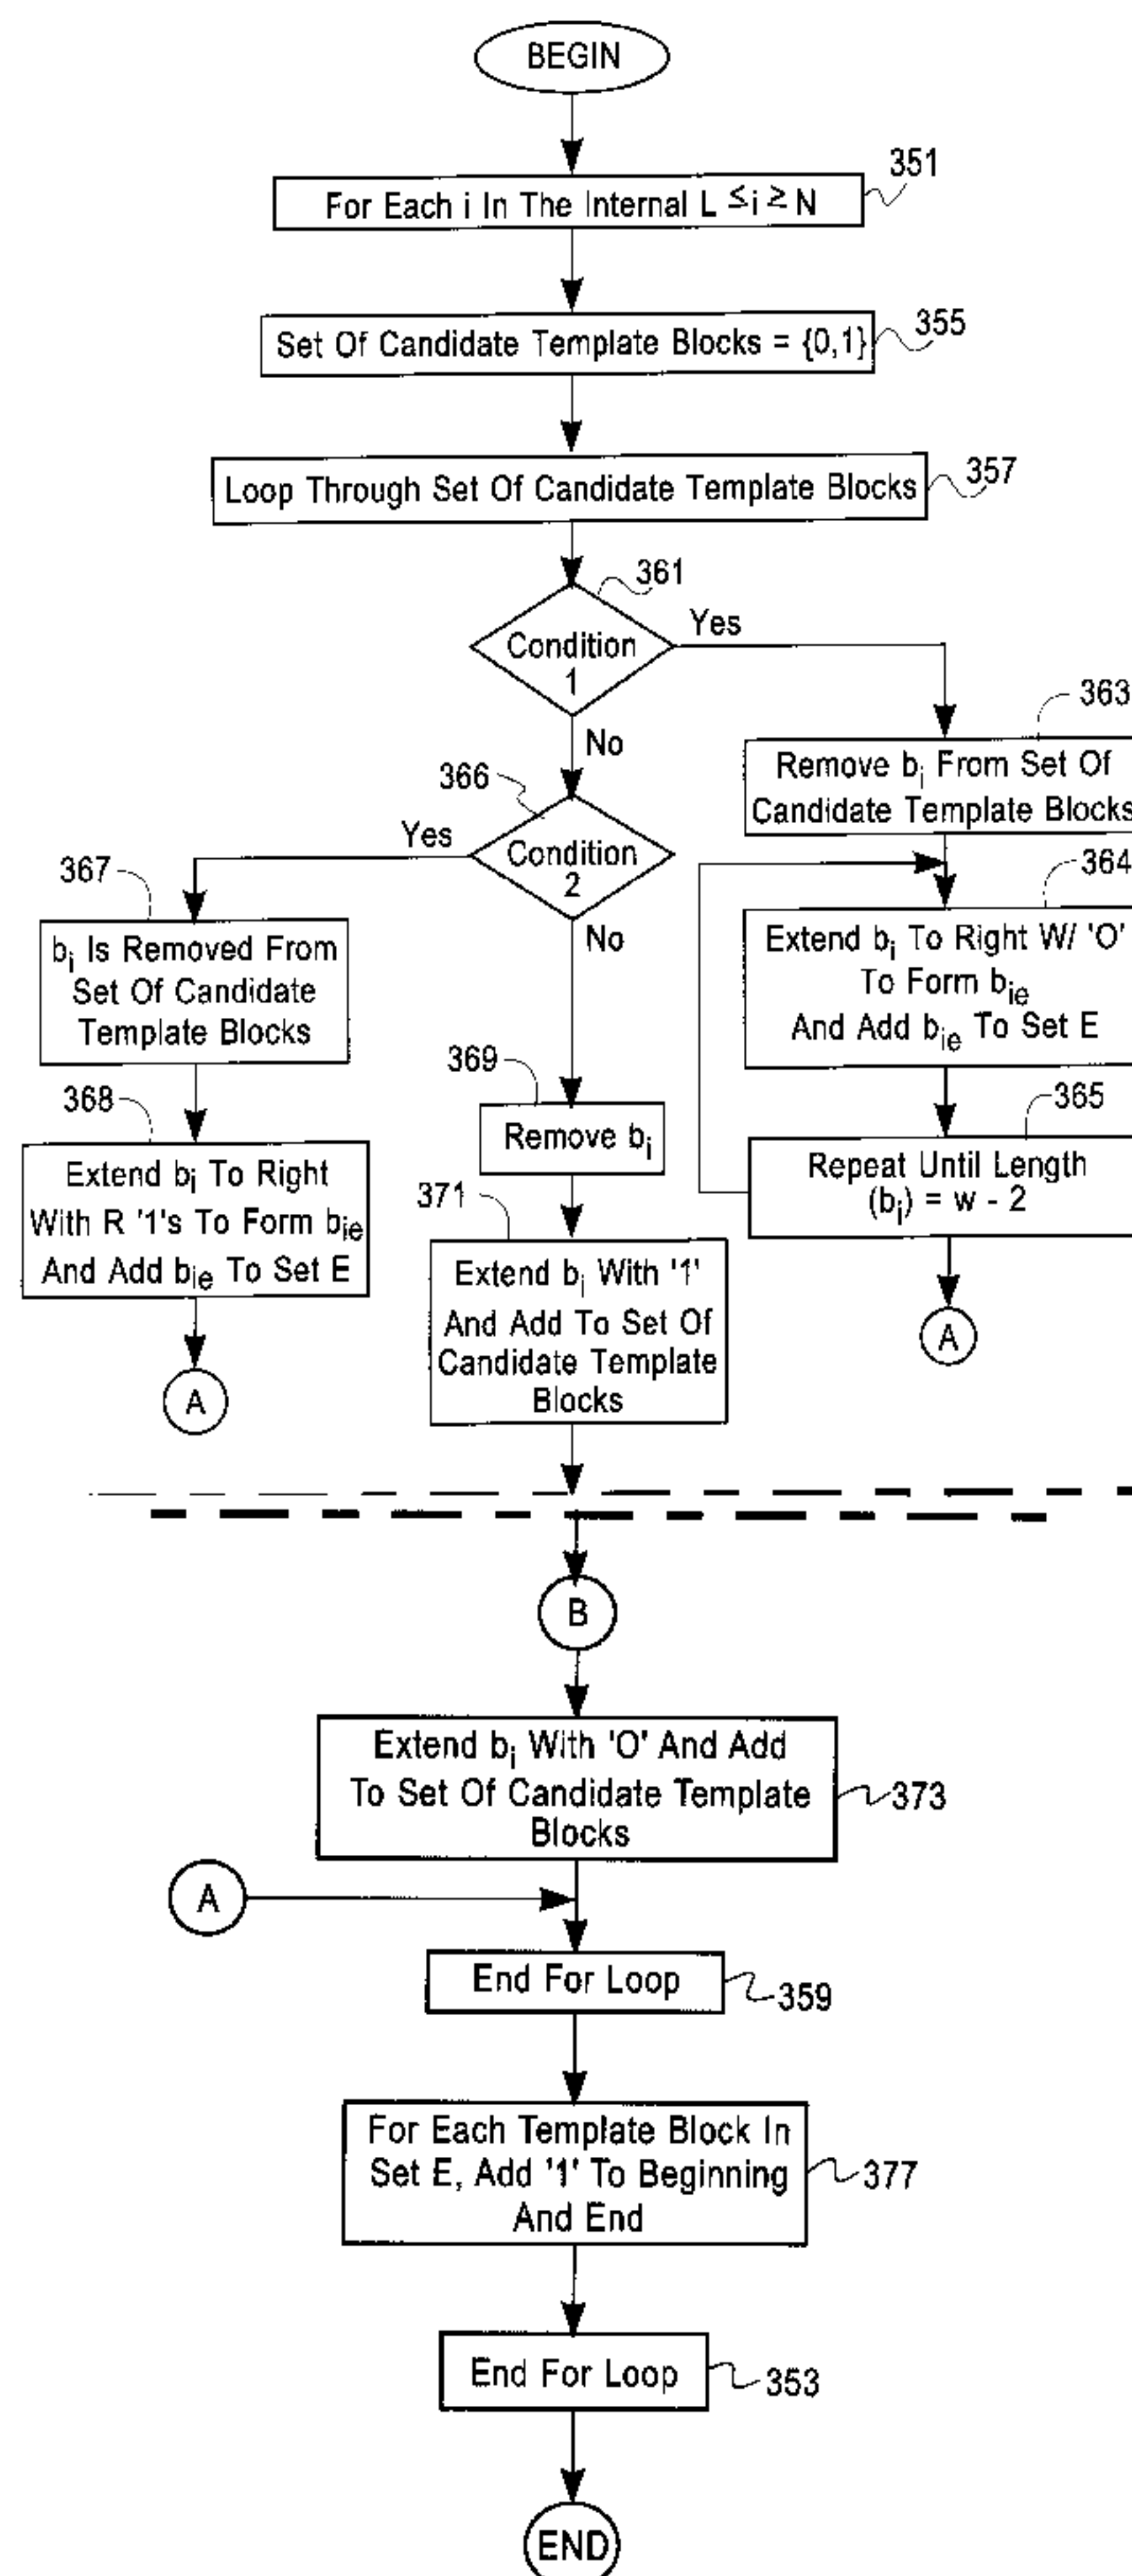 BEGIN
351
For Each i In The Internal L ≤ i ≥ N
355
Set Of Candidate Template Blocks = {0,1}
357
Loop Through Set Of Candidate Template Blocks
361
Condition
1
Yes
No
363
Remove bi From Set Of
Candidate Template Blocks
366
Condition
2
Yes
No
367
bi Is Removed From
Set Of Candidate
Template Blocks
364
Extend bi To Right W/ 'O'
To Form bie
And Add bie To Set E
368
Extend bi To Right
With R '1's To Form bie
And Add bie To Set E
A
369
Remove bi
371
Extend bi With '1'
And Add To Set Of
Candidate Template
Blocks
365
Repeat Until Length
(bi) = w - 2
A
B
Extend bi With 'O' And Add
To Set Of Candidate Template
Blocks
373
A
End For Loop
359
For Each Template Block In
Set E, Add '1' To Beginning
And End
377
End For Loop
353
END